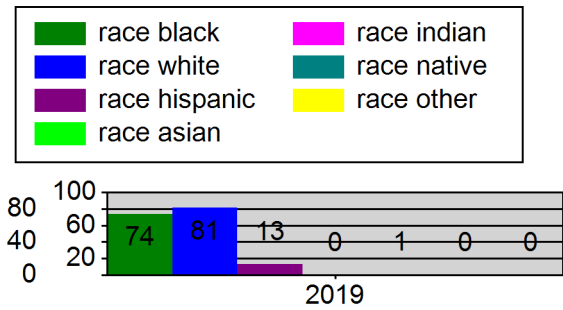 race black race indian
race white race native
race hispanic race other
race asian
100
80
60
40
20
0
74 81 13 0 1 0 0
2019